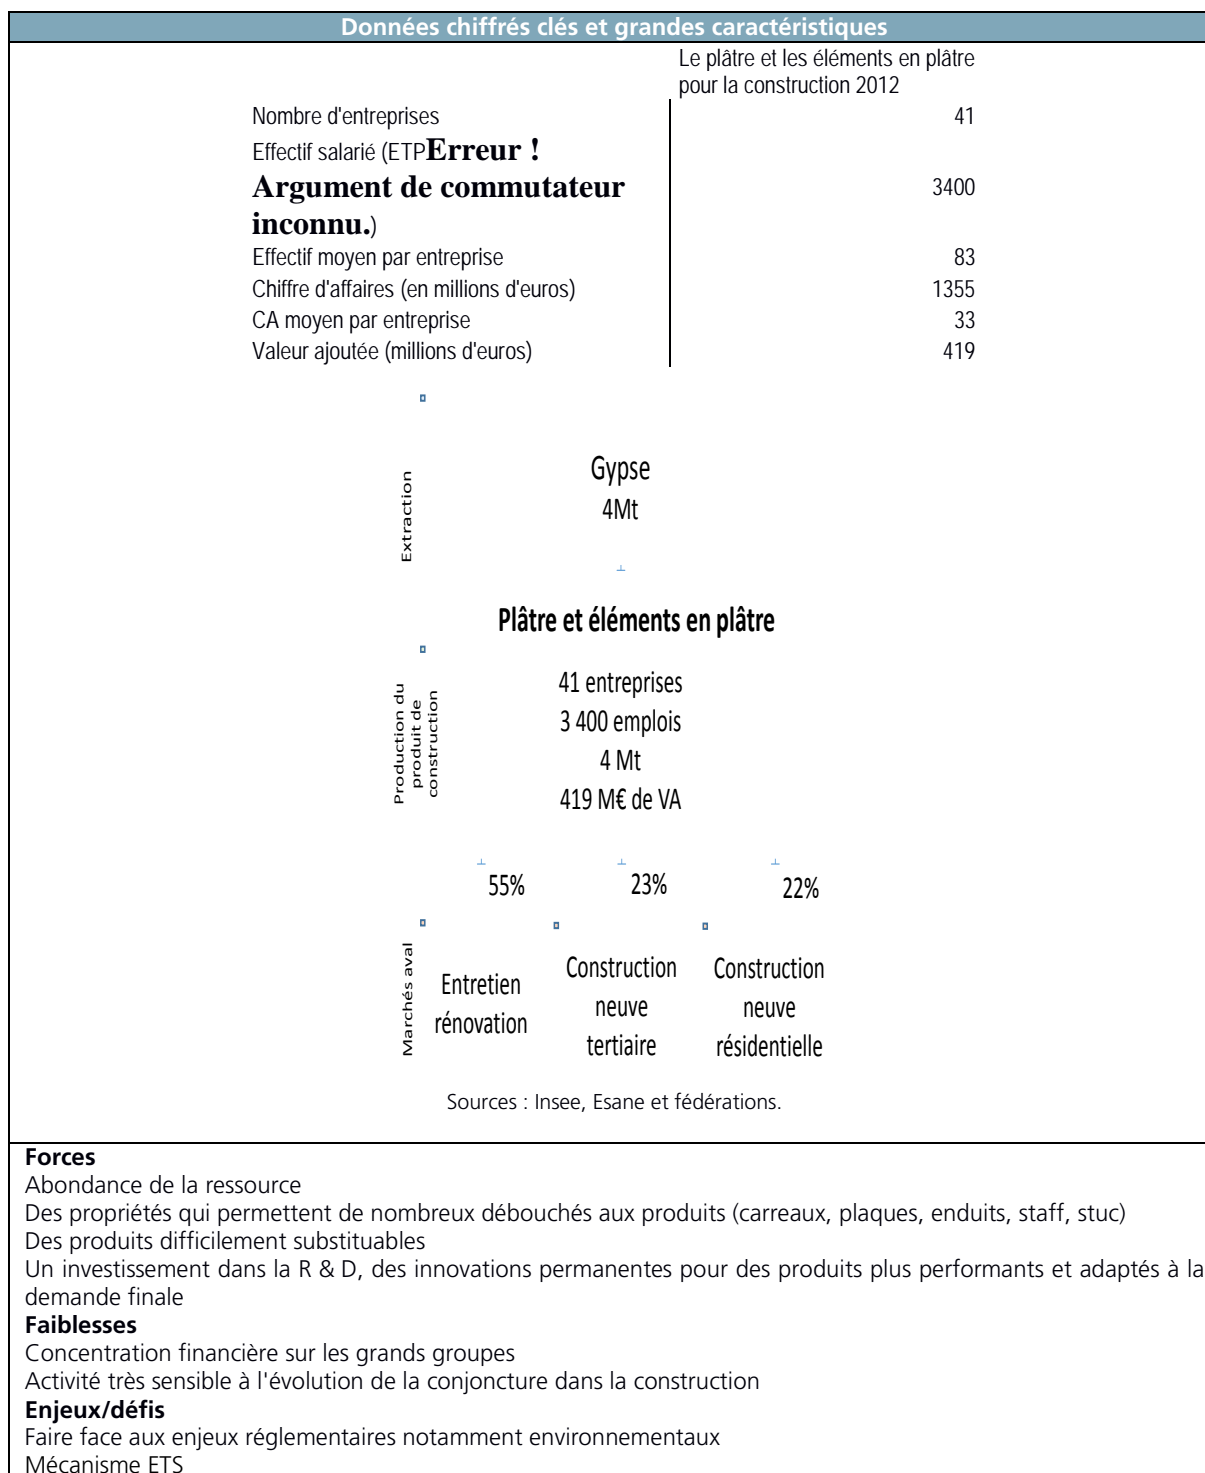 Données chiffrés clés et grandes caractéristiques
Le plâtre et les éléments en plâtre
pour la construction 2012
Nombre d'entreprises 41
Effectif salarié (ETPErreur !
Argument de commutateur 3400
inconnu.)
Effectif moyen par entreprise 83
Chiffre d'affaires (en millions d'euros) 1355
CA moyen par entreprise 33
Valeur ajoutée (millions d'euros) 419
Extraction
Gypse
4Mt
Plâtre et éléments en plâtre
Production du
produit de
construction
41 entreprises
3 400 emplois
4 Mt
419 M€ de VA
55% 23% 22%
Marchés aval
Entretien
rénovation
Construction
neuve
tertiaire
Construction
neuve
résidentielle
Sources : Insee, Esane et fédérations.
Forces
Abondance de la ressource
Des propriétés qui permettent de nombreux débouchés aux produits (carreaux, plaques, enduits, staff, stuc)
Des produits difficilement substituables
Un investissement dans la R & D, des innovations permanentes pour des produits plus performants et adaptés à la
demande finale
Faiblesses
Concentration financière sur les grands groupes
Activité très sensible à l'évolution de la conjoncture dans la construction
Enjeux/défis
Faire face aux enjeux réglementaires notamment environnementaux
Mécanisme ETS